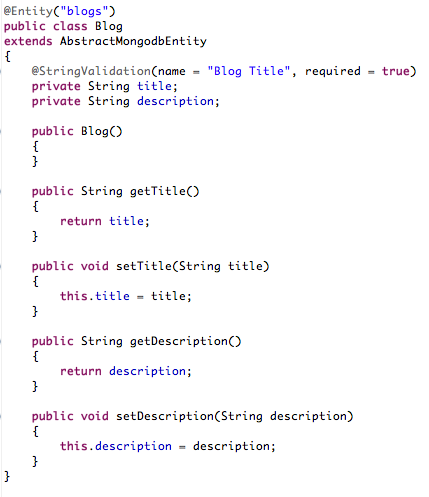 @Entity("blogs")
public class Blog
extends AbstractMongodbEntity
{
    @StringValidation(name = "Blog Title", required = true)
    private String title;
    private String description;

    public Blog()
    {
    }

    public String getTitle()
    {
        return title;
    }

    public void setTitle(String title)
    {
        this.title = title;
    }

    public String getDescription()
    {
        return description;
    }

    public void setDescription(String description)
    {
        this.description = description;
    }
}